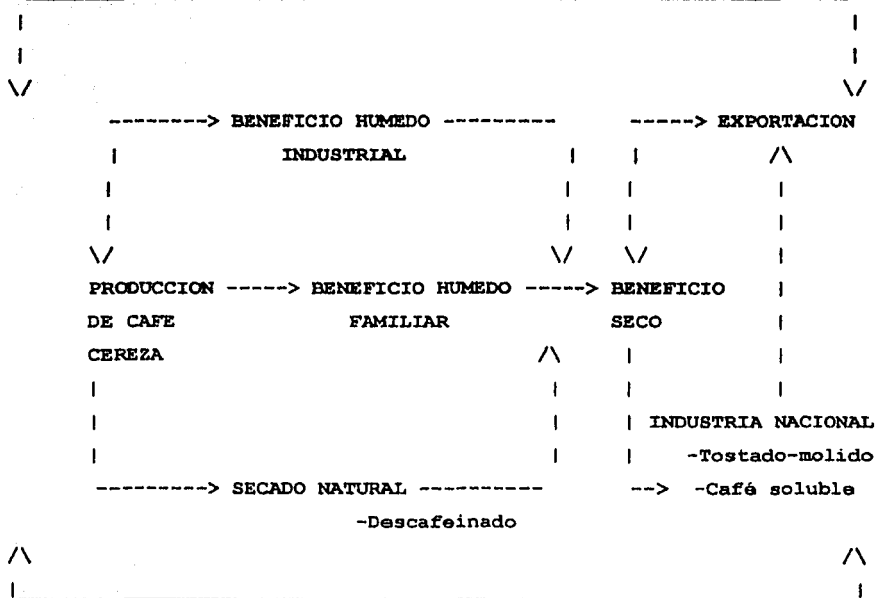 --------> BENEFICIO HUMEDO --------- -----> EXPORTACION
INDUSTRIAL
PRODUCCION -----> BENEFICIO HUMEDO -----> BENEFICIO
DE CAFE FAMILIAR SECO
CEREZA
INDUSTRIA NACIONAL
-Tostado-molido
---------> SECADO NATURAL ---------- --> -Café soluble
-Descafeinado